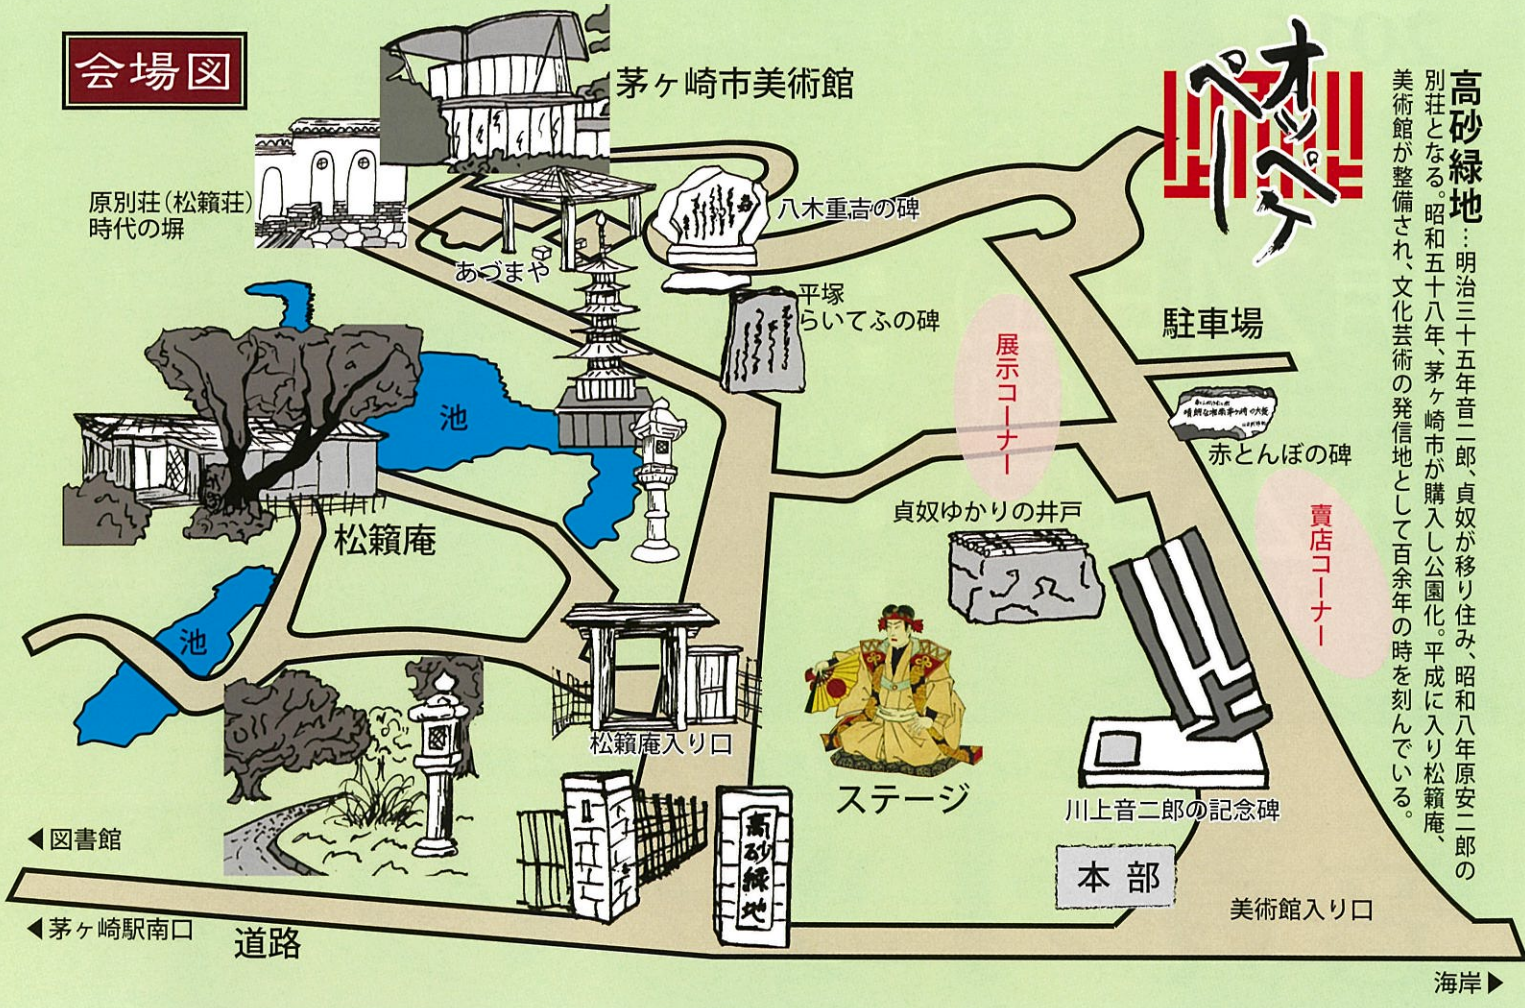 会場図
茅ヶ崎市美術館
原別荘（松籟荘）
時代の塀
あづまや
八木重吉の碑
平塚
らいてふの碑
オッペケペー
川上
高砂緑地…明治三十五年音二郎、貞奴が移り住み、昭和八年原安二郎の
別荘となる。昭和五十八年、茅ヶ崎市が購入し公園化。平成に入り松籟庵、
美術館が整備され、文化芸術の発信地として百余年の時を刻んでいる。
展示コーナー
駐車場
赤とんぼの碑
池
松籟庵
貞奴ゆかりの井戸
賣店コーナー
池
松籟庵入り口
ステージ
川上音二郎の記念碑
高砂緑地
本部
美術館入り口
◀図書館
◀茅ヶ崎駅南口
道路
海岸▶